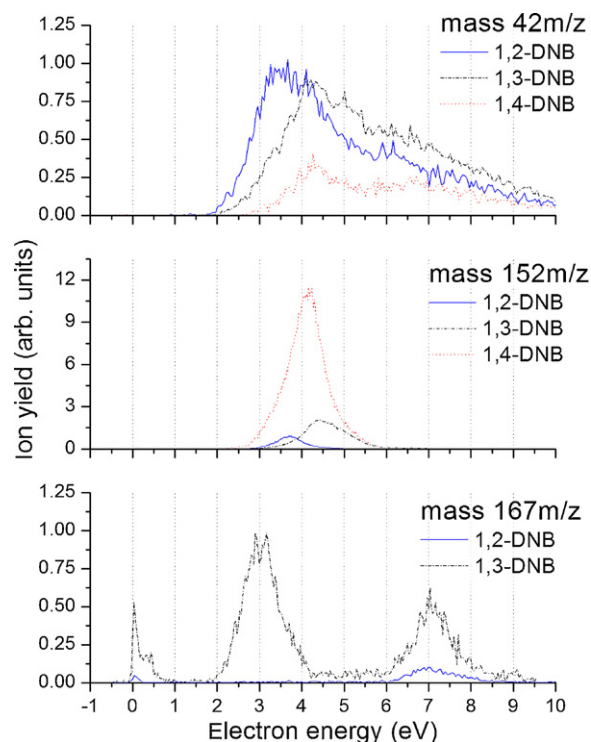 mass 42m/z
1,2-DNB
1,3-DNB
1,4-DNB
1.25
1.00
0.75
0.50
0.25
0.00
mass 152m/z
1,2-DNB
1,3-DNB
1,4-DNB
12
9
6
3
0
Ion yield (arb. units)
mass 167m/z
1,2-DNB
1,3-DNB
1.25
1.00
0.75
0.50
0.25
0.00
-1 0 1 2 3 4 5 6 7 8 9 10
Electron energy (eV)